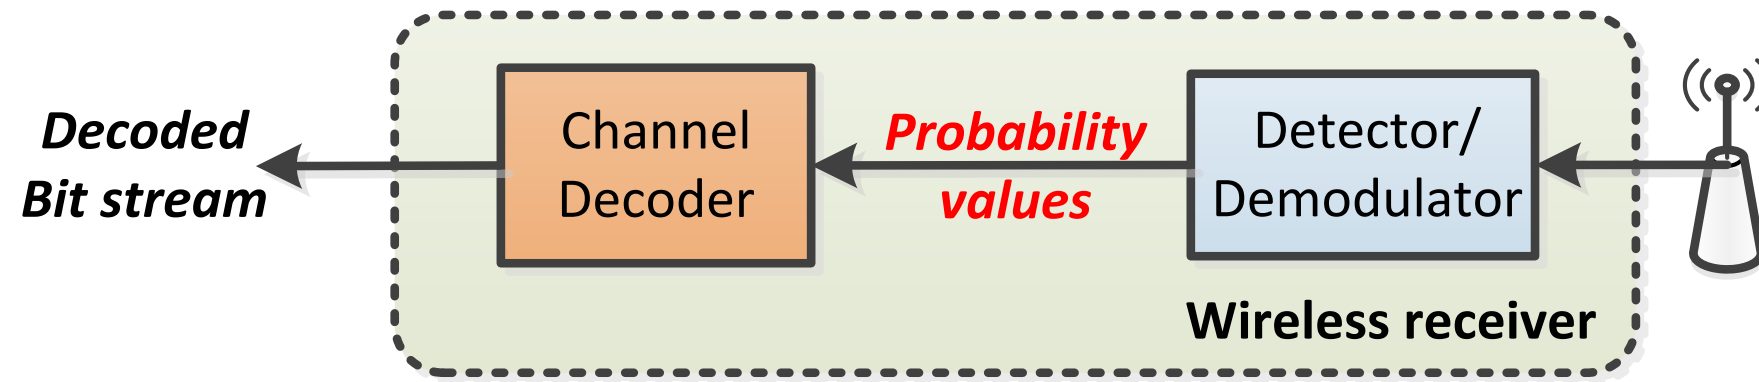 Decoded
Bit stream
Channel
Decoder
Probability
values
Detector/
Demodulator
Wireless receiver